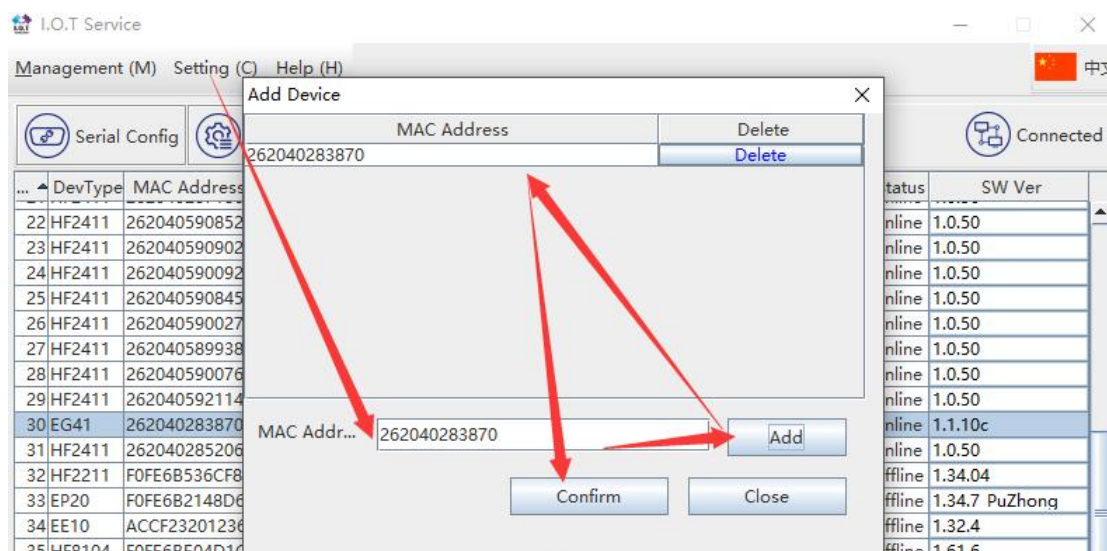 I.O.T Service
Management (M) Setting (C) Help (H)
Add Device
MAC Address Delete
262040283870 Delete
Serial Config
Connected
... DevType MAC Address tatus SW Ver
22 HF2411 262040590852 nline 1.0.50
23 HF2411 262040590902 nline 1.0.50
24 HF2411 262040590092 nline 1.0.50
25 HF2411 262040590845 nline 1.0.50
26 HF2411 262040590027 nline 1.0.50
27 HF2411 262040589938 nline 1.0.50
28 HF2411 262040590076 nline 1.0.50
29 HF2411 262040592114 nline 1.0.50
30 EG41 262040283870 nline 1.1.10c
MAC Addr... 262040283870 Add
31 HF2411 262040285206 nline 1.0.50
32 HF2211 F0FE6B536CF8 ffline 1.34.04
33 EP20 F0FE6B2148D6 ffline 1.34.7 PuZhong
Confirm Close
34 EE10 ACCF23201236 ffline 1.32.4